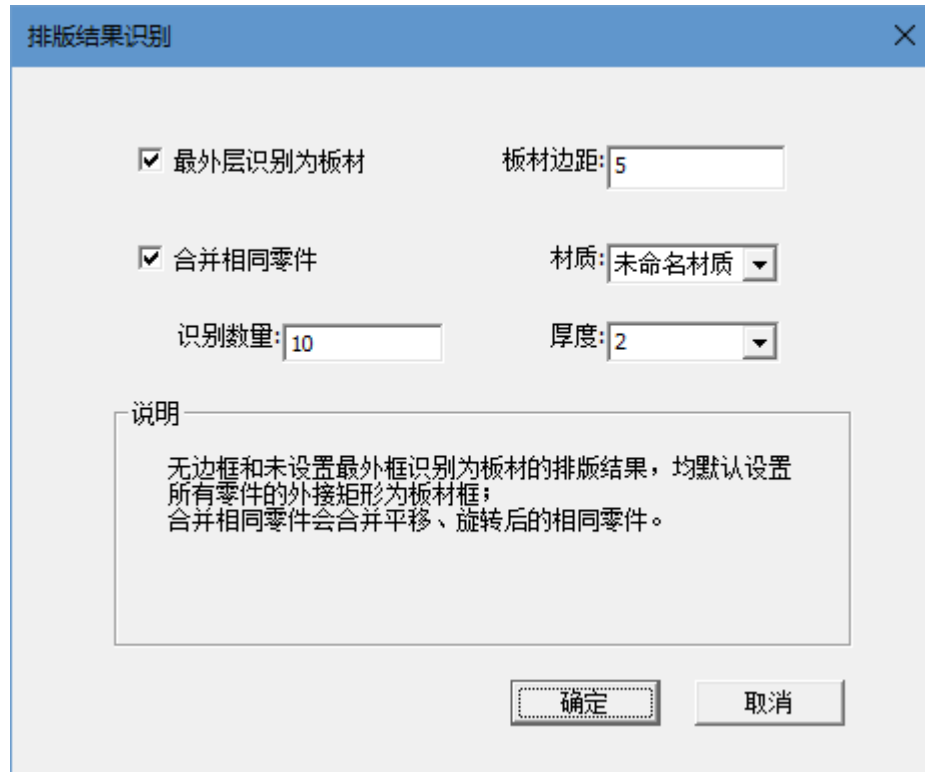 排版结果识别
最外层识别为板材
板材边距:5
合并相同零件
材质:未命名材质
识别数量:10
厚度:2
说明
无边框和未设置最外框识别为板材的排版结果，均默认设置
所有零件的外接矩形为板材框；
合并相同零件会合并平移、旋转后的相同零件。
确定
取消